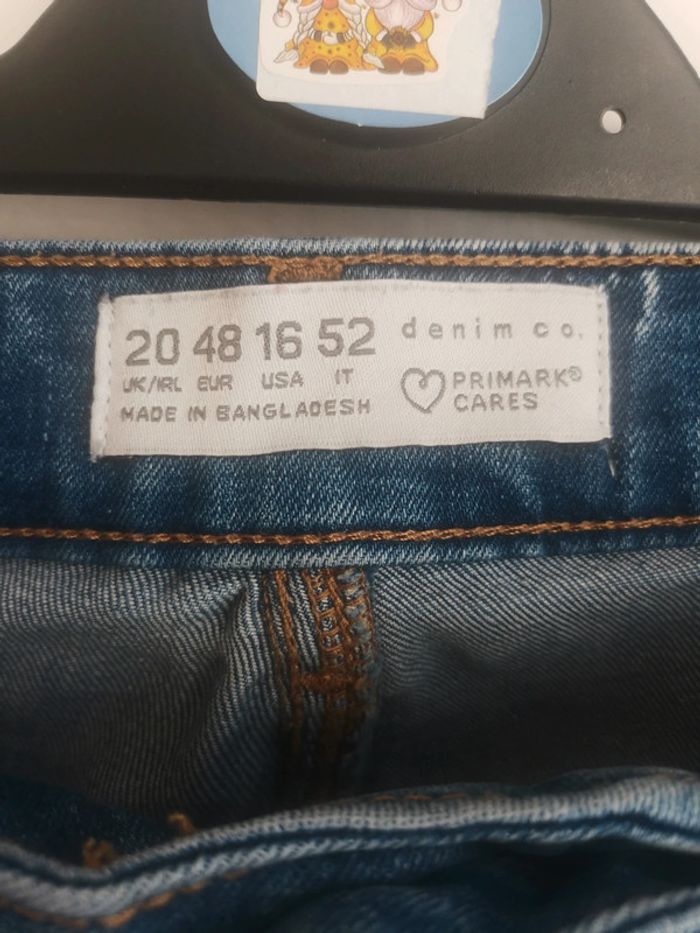 20 48 16 52
UK/IRL EUR USA IT
MADE IN BANGLADESH
denim co.
PRIMARK®
CARES